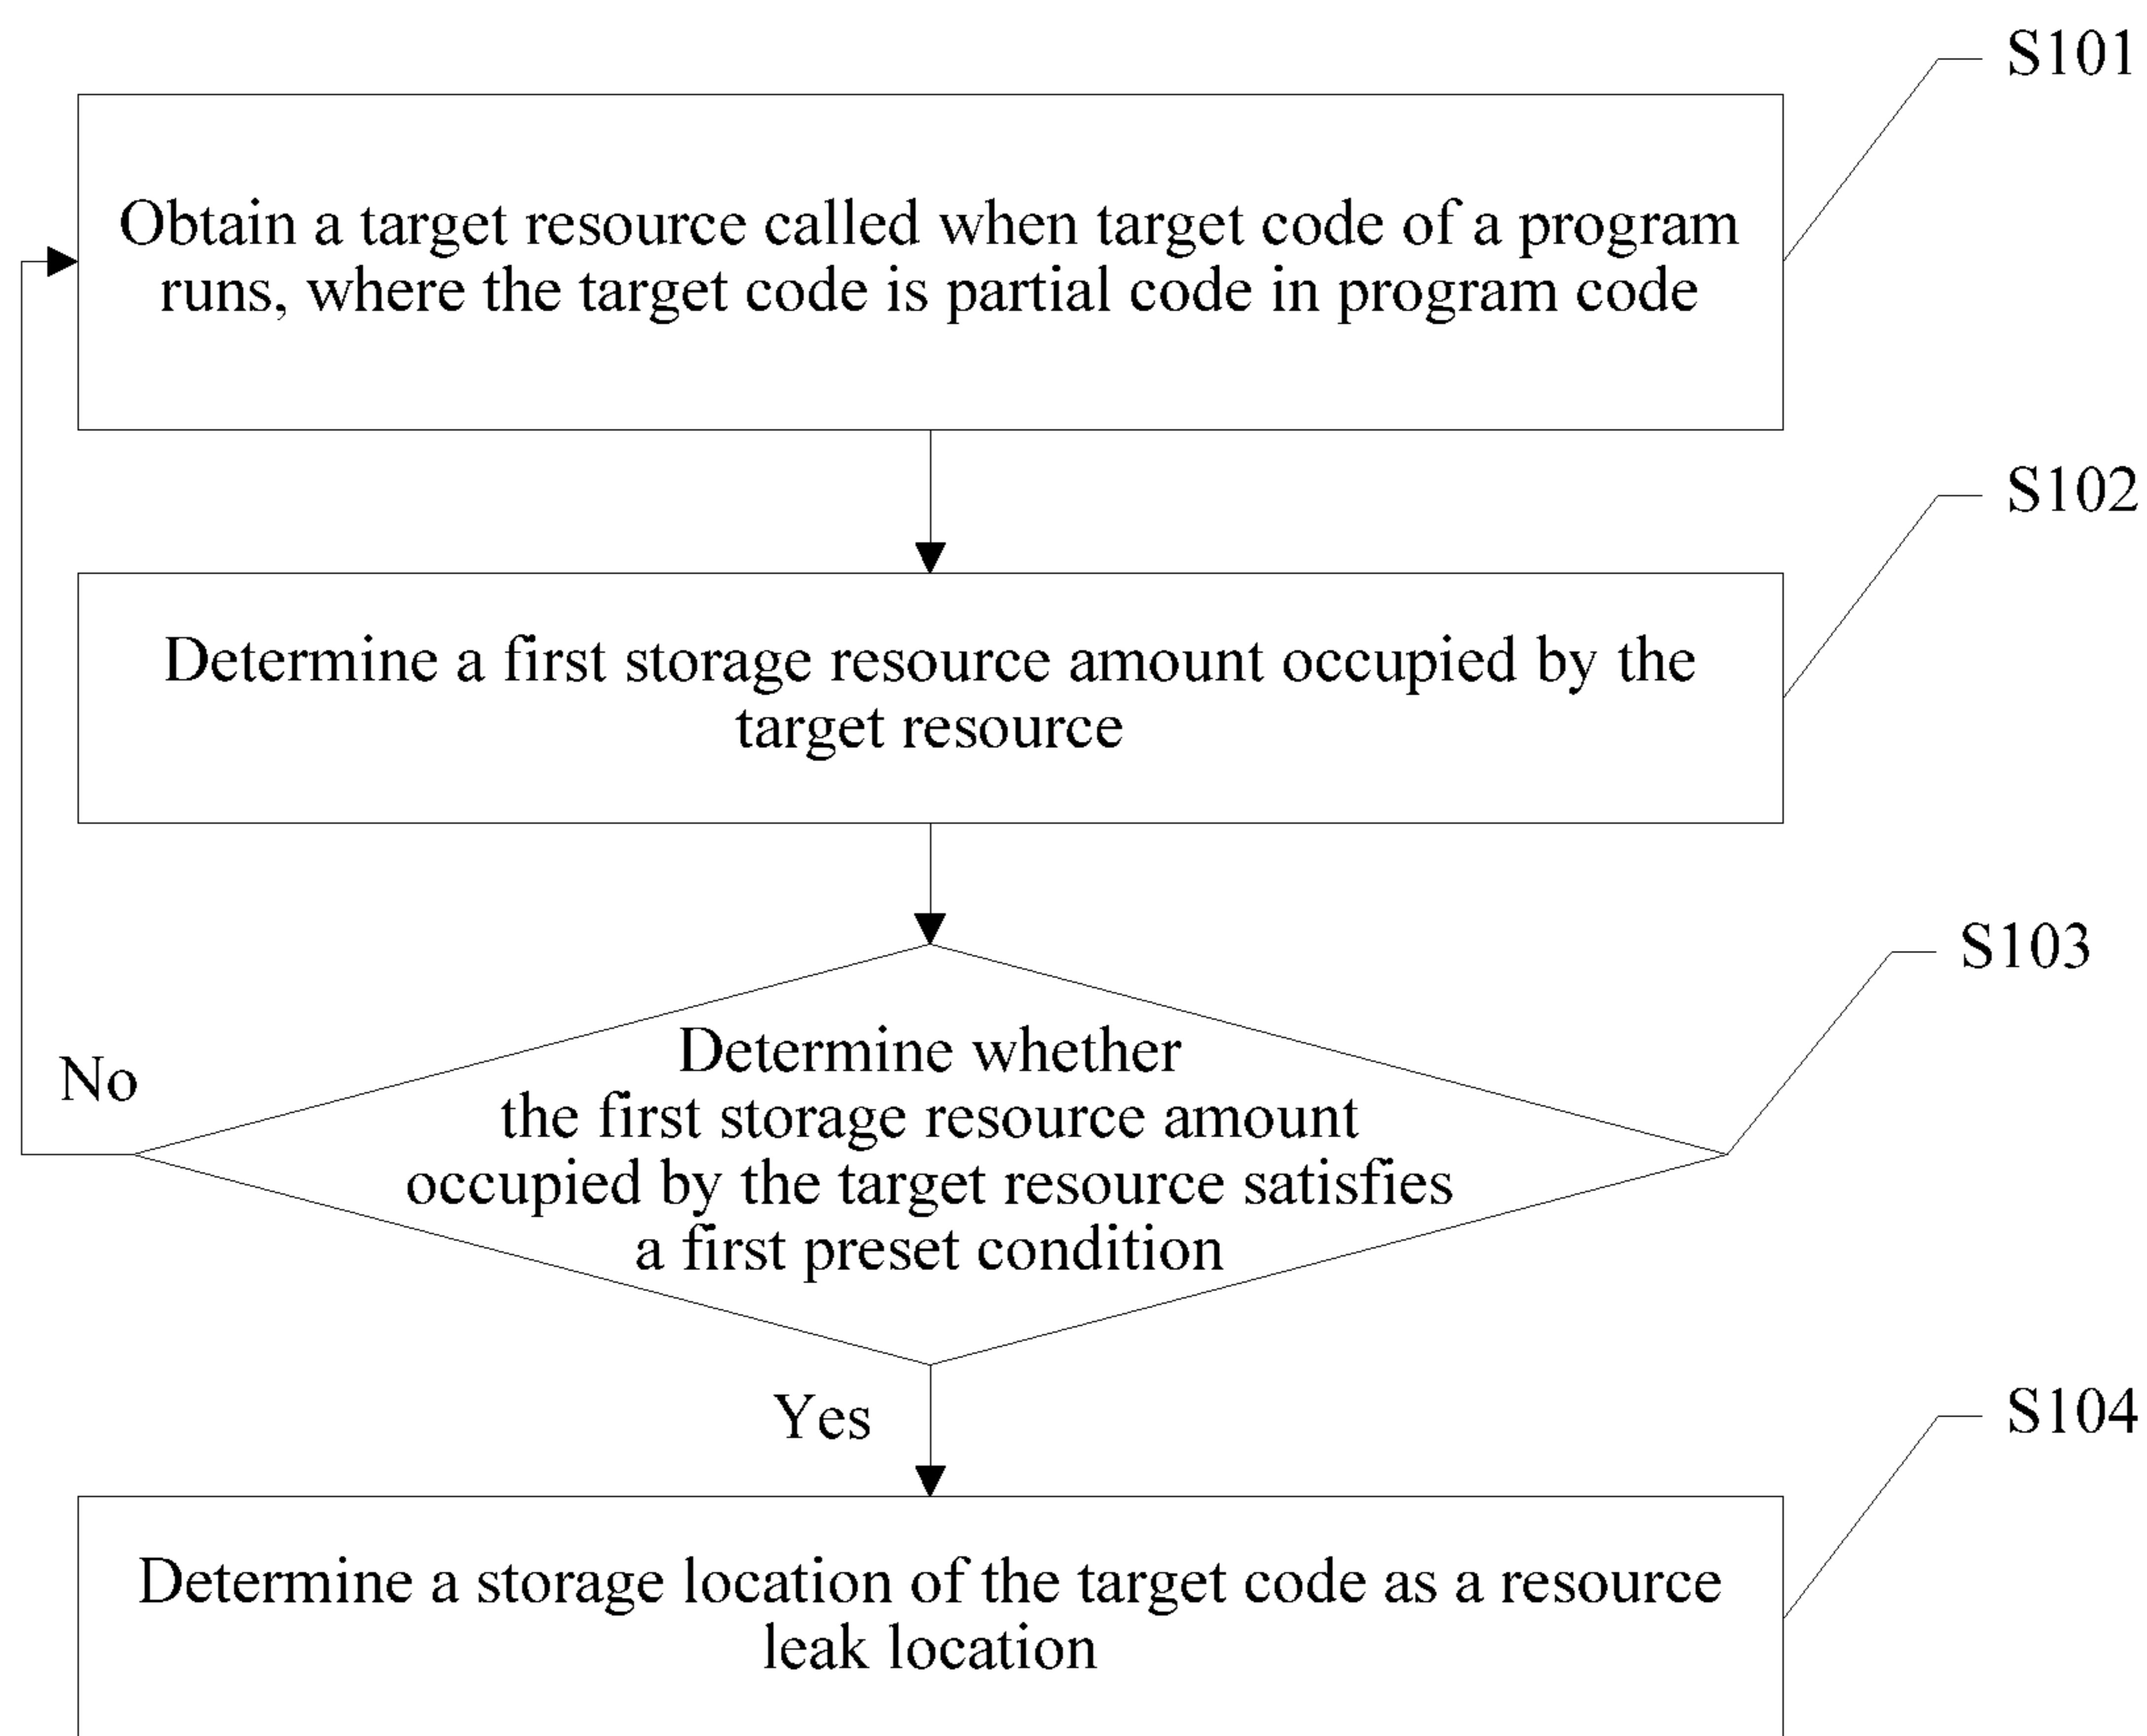 S101
Obtain a target resource called when target code of a program
runs, where the target code is partial code in program code
S102
Determine a first storage resource amount occupied by the
target resource
S103
Determine whether
the first storage resource amount
occupied by the target resource satisfies
a first preset condition
No
Yes
S104
Determine a storage location of the target code as a resource
leak location